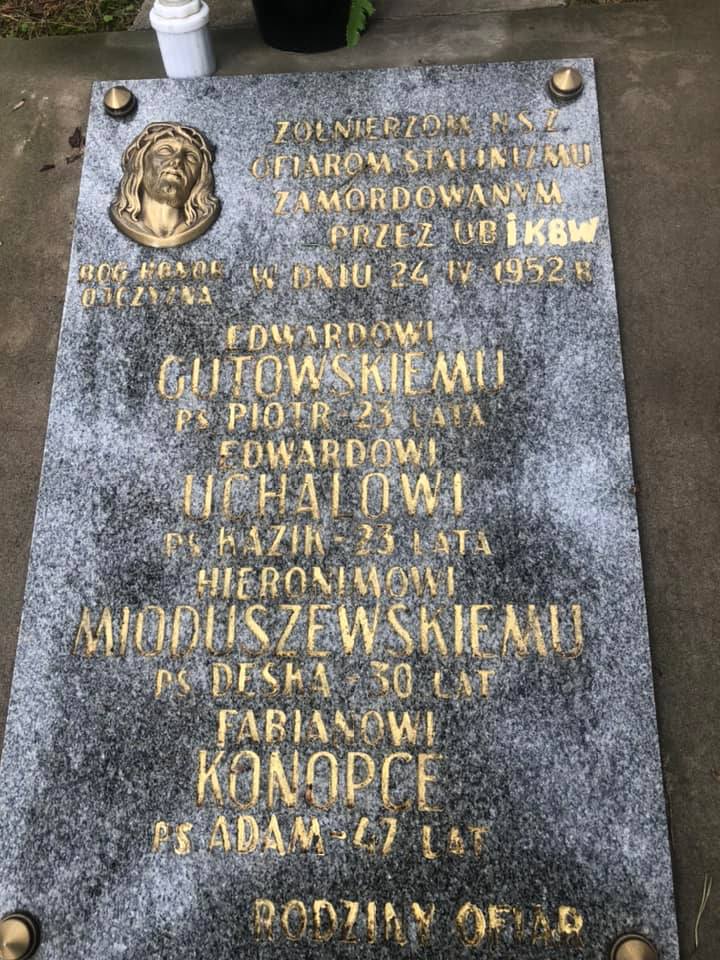 ŻOŁNIERZOM N.S.Z.
OFIAROM STALINIZMU
ZAMORDOWANYM
PRZEZ UB i KBW
BÓG HONOR
OJCZYZNA
W DNIU 24 IV 1952 R
EDWARDOWI
GUTOWSKIEMU
PS PIOTR - 23 LATA
EDWARDOWI
UCHALOWI
PS KAZIK - 23 LATA
HIERONIMOWI
MIODUSZEWSKIEMU
PS DESKA - 30 LAT
FABIANOWI
KONOPCE
PS ADAM - 47 LAT
RODZINY OFIAR